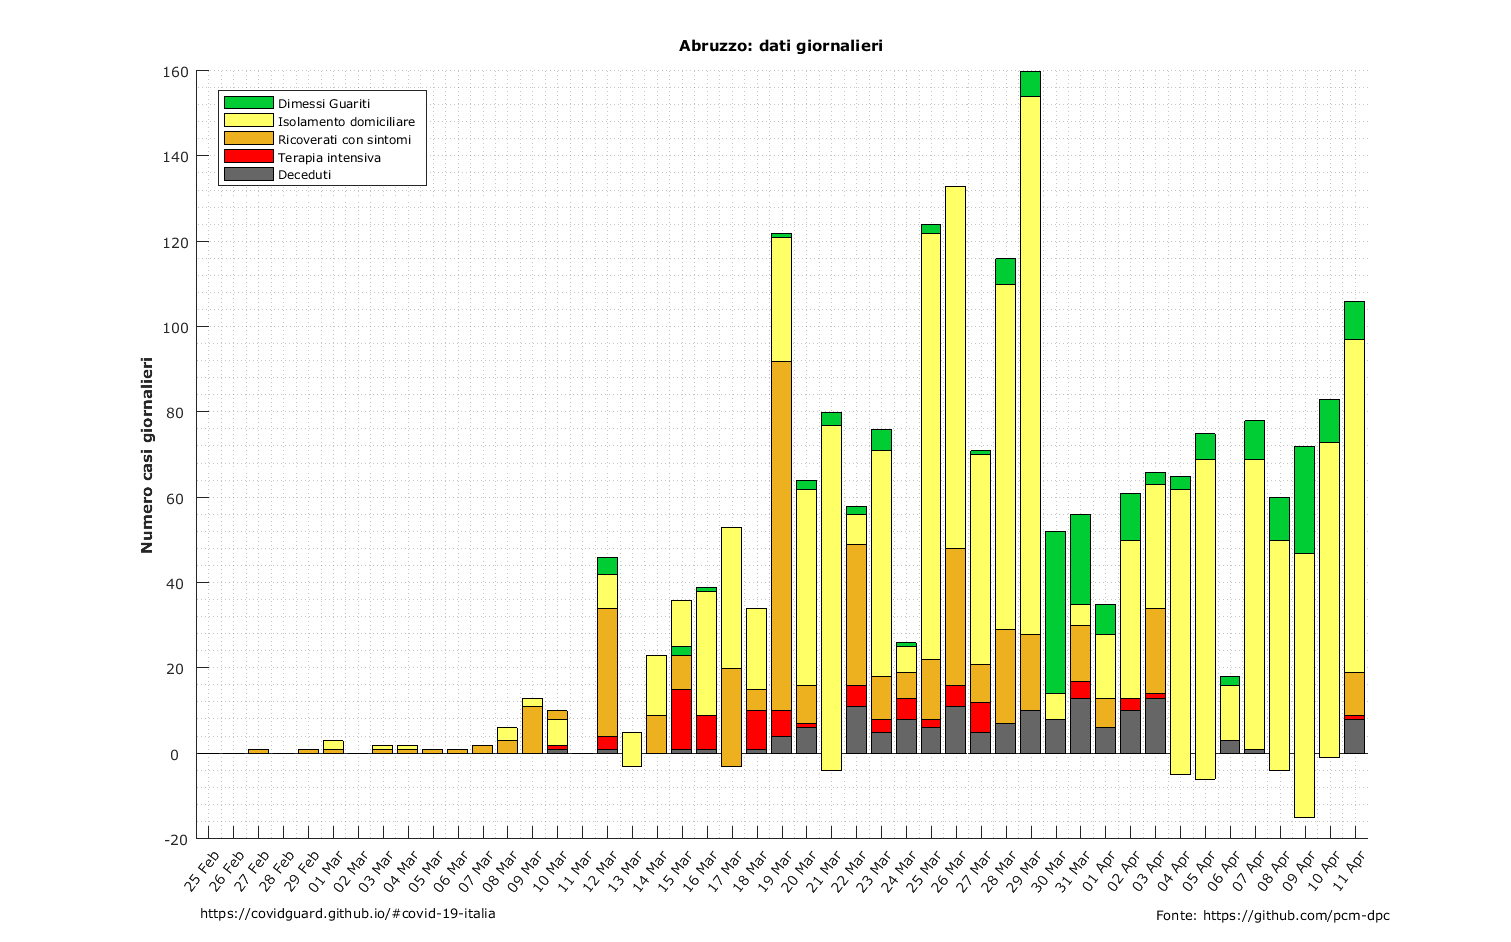 Abruzzo: dati giornalieri
160
140
120
100
80
60
40
20
0
-20
Numero casi giornalieri
Dimessi Guariti
Isolamento domiciliare
Ricoverati con sintomi
Terapia intensiva
Deceduti
25 Feb
26 Feb
27 Feb
28 Feb
29 Feb
01 Mar
02 Mar
03 Mar
04 Mar
05 Mar
06 Mar
07 Mar
08 Mar
09 Mar
10 Mar
11 Mar
12 Mar
13 Mar
14 Mar
15 Mar
16 Mar
17 Mar
18 Mar
19 Mar
20 Mar
21 Mar
22 Mar
23 Mar
24 Mar
25 Mar
26 Mar
27 Mar
28 Mar
29 Mar
30 Mar
31 Mar
01 Apr
02 Apr
03 Apr
04 Apr
05 Apr
06 Apr
07 Apr
08 Apr
09 Apr
10 Apr
11 Apr
https://covidguard.github.io/#covid-19-italia
Fonte: https://github.com/pcm-dpc